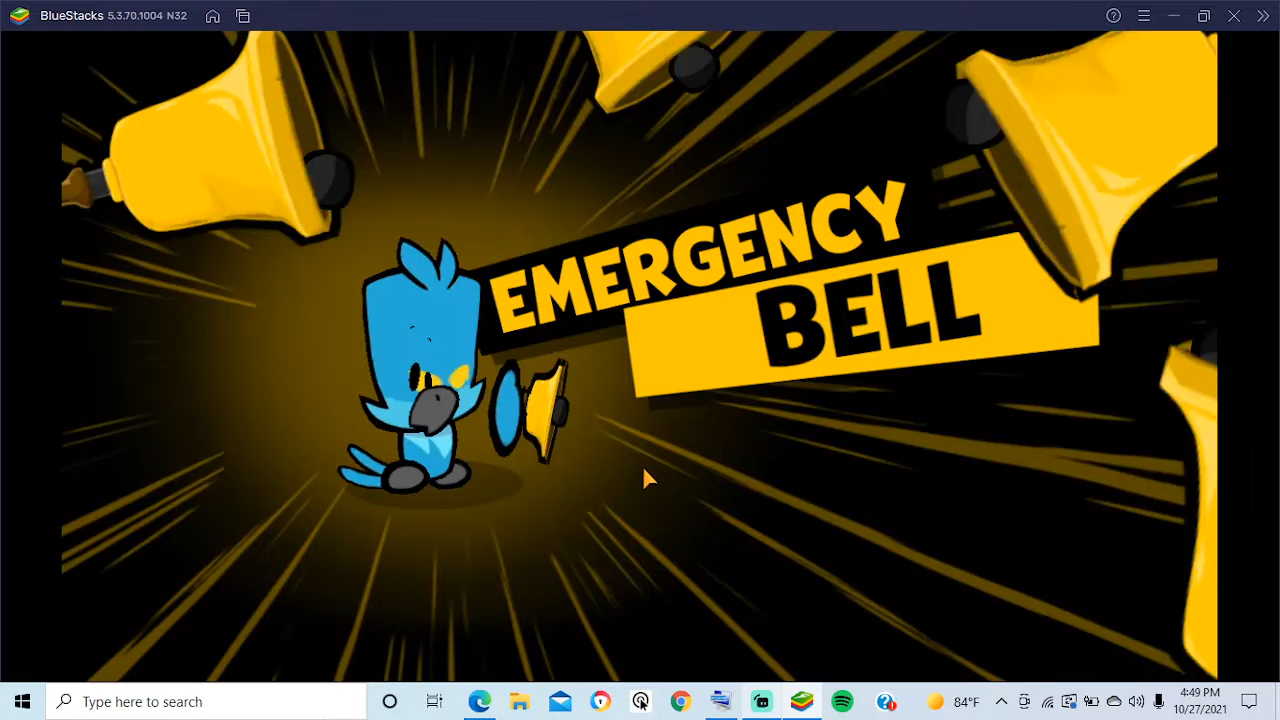 BlueStacks 5.3.70.1004 N32
EMERGENCY
BELL
Type here to search
84°F
4:49 PM
10/27/2021